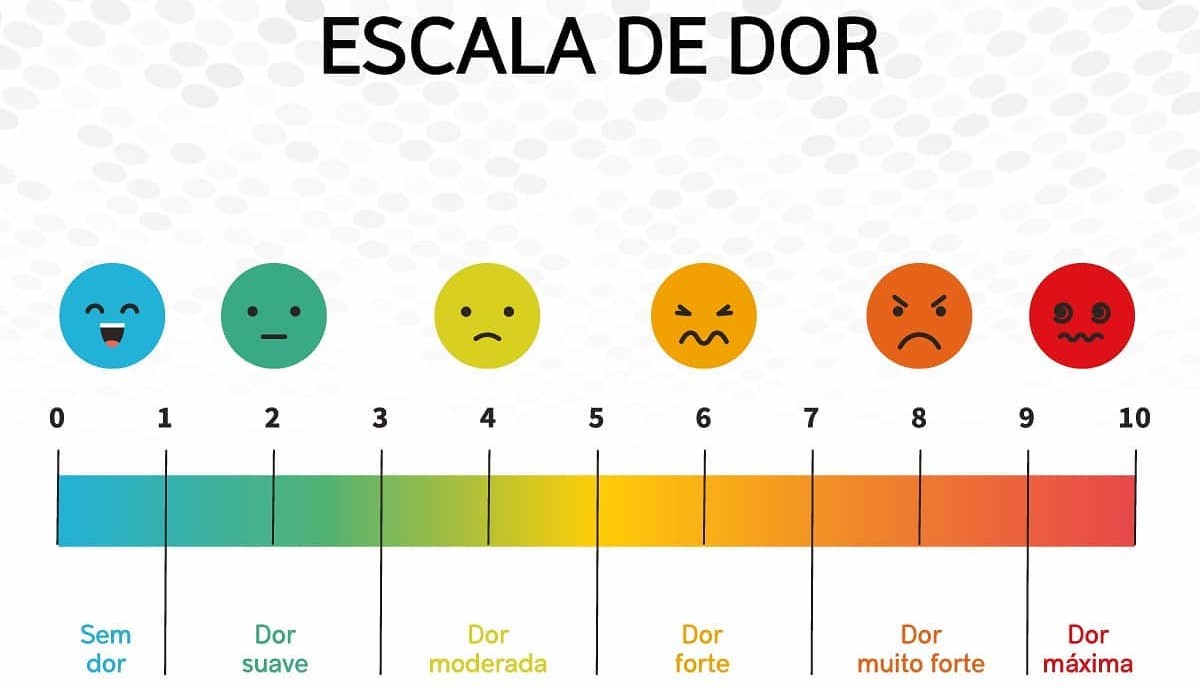 ESCALA DE DOR
0 1 2 3 4 5 6 7 8 9 10
Sem dor
Dor suave
Dor moderada
Dor forte
Dor muito forte
Dor máxima